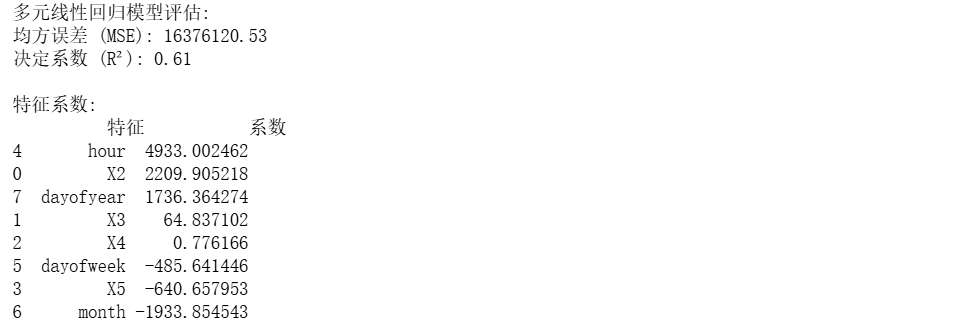 多元线性回归模型评估:
均方误差 (MSE): 16376120.53
决定系数 (R²): 0.61
特征系数:
特征 系数
4 hour 4933.002462
0 X2 2209.905218
7 dayofyear 1736.364274
1 X3 64.837102
2 X4 0.776166
5 dayofweek -485.641446
3 X5 -640.657953
6 month -1933.854543